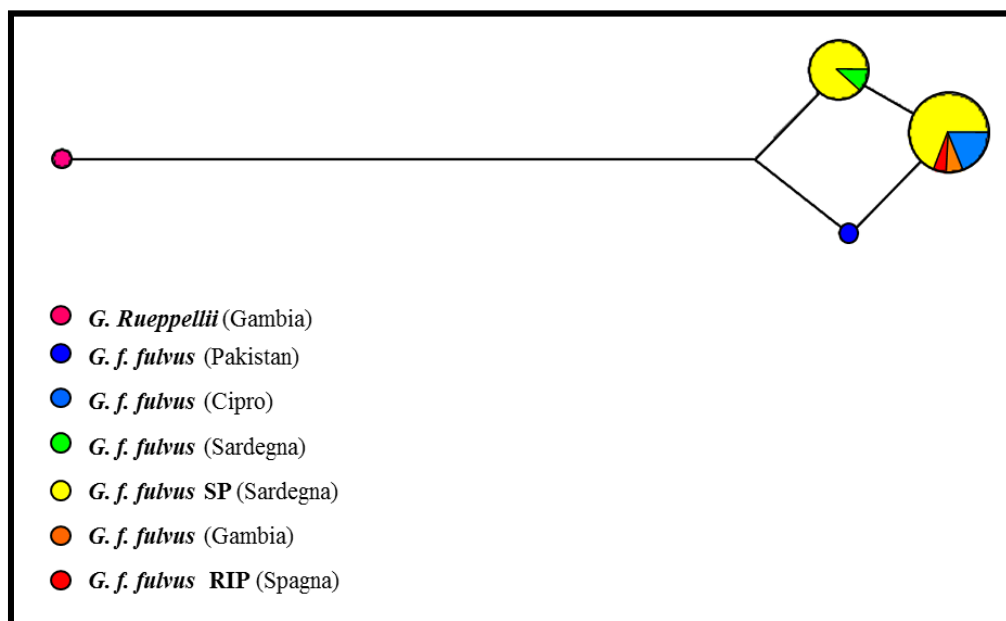 G. Rueppellii (Gambia)
G. f. fulvus (Pakistan)
G. f. fulvus (Cipro)
G. f. fulvus (Sardegna)
G. f. fulvus SP (Sardegna)
G. f. fulvus (Gambia)
G. f. fulvus RIP (Spagna)